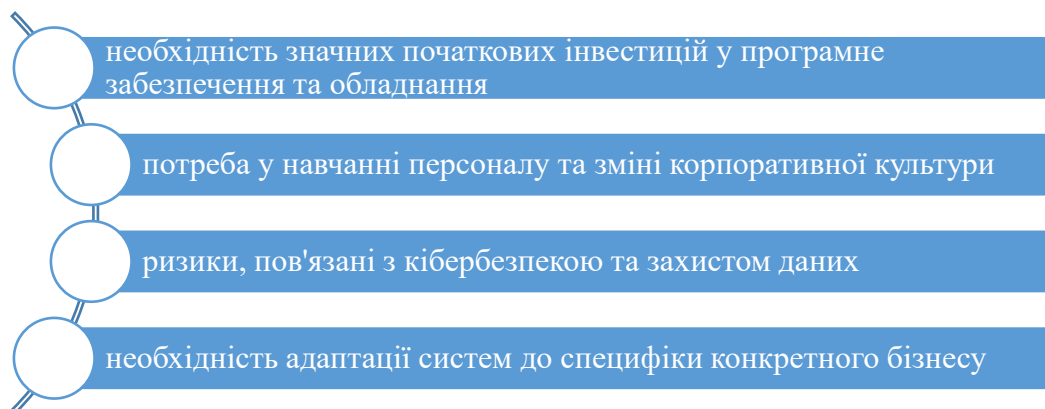 необхідність значних початкових інвестицій у програмне
забезпечення та обладнання
потреба у навчанні персоналу та зміні корпоративної культури
ризики, пов'язані з кібербезпекою та захистом даних
необхідність адаптації систем до специфіки конкретного бізнесу